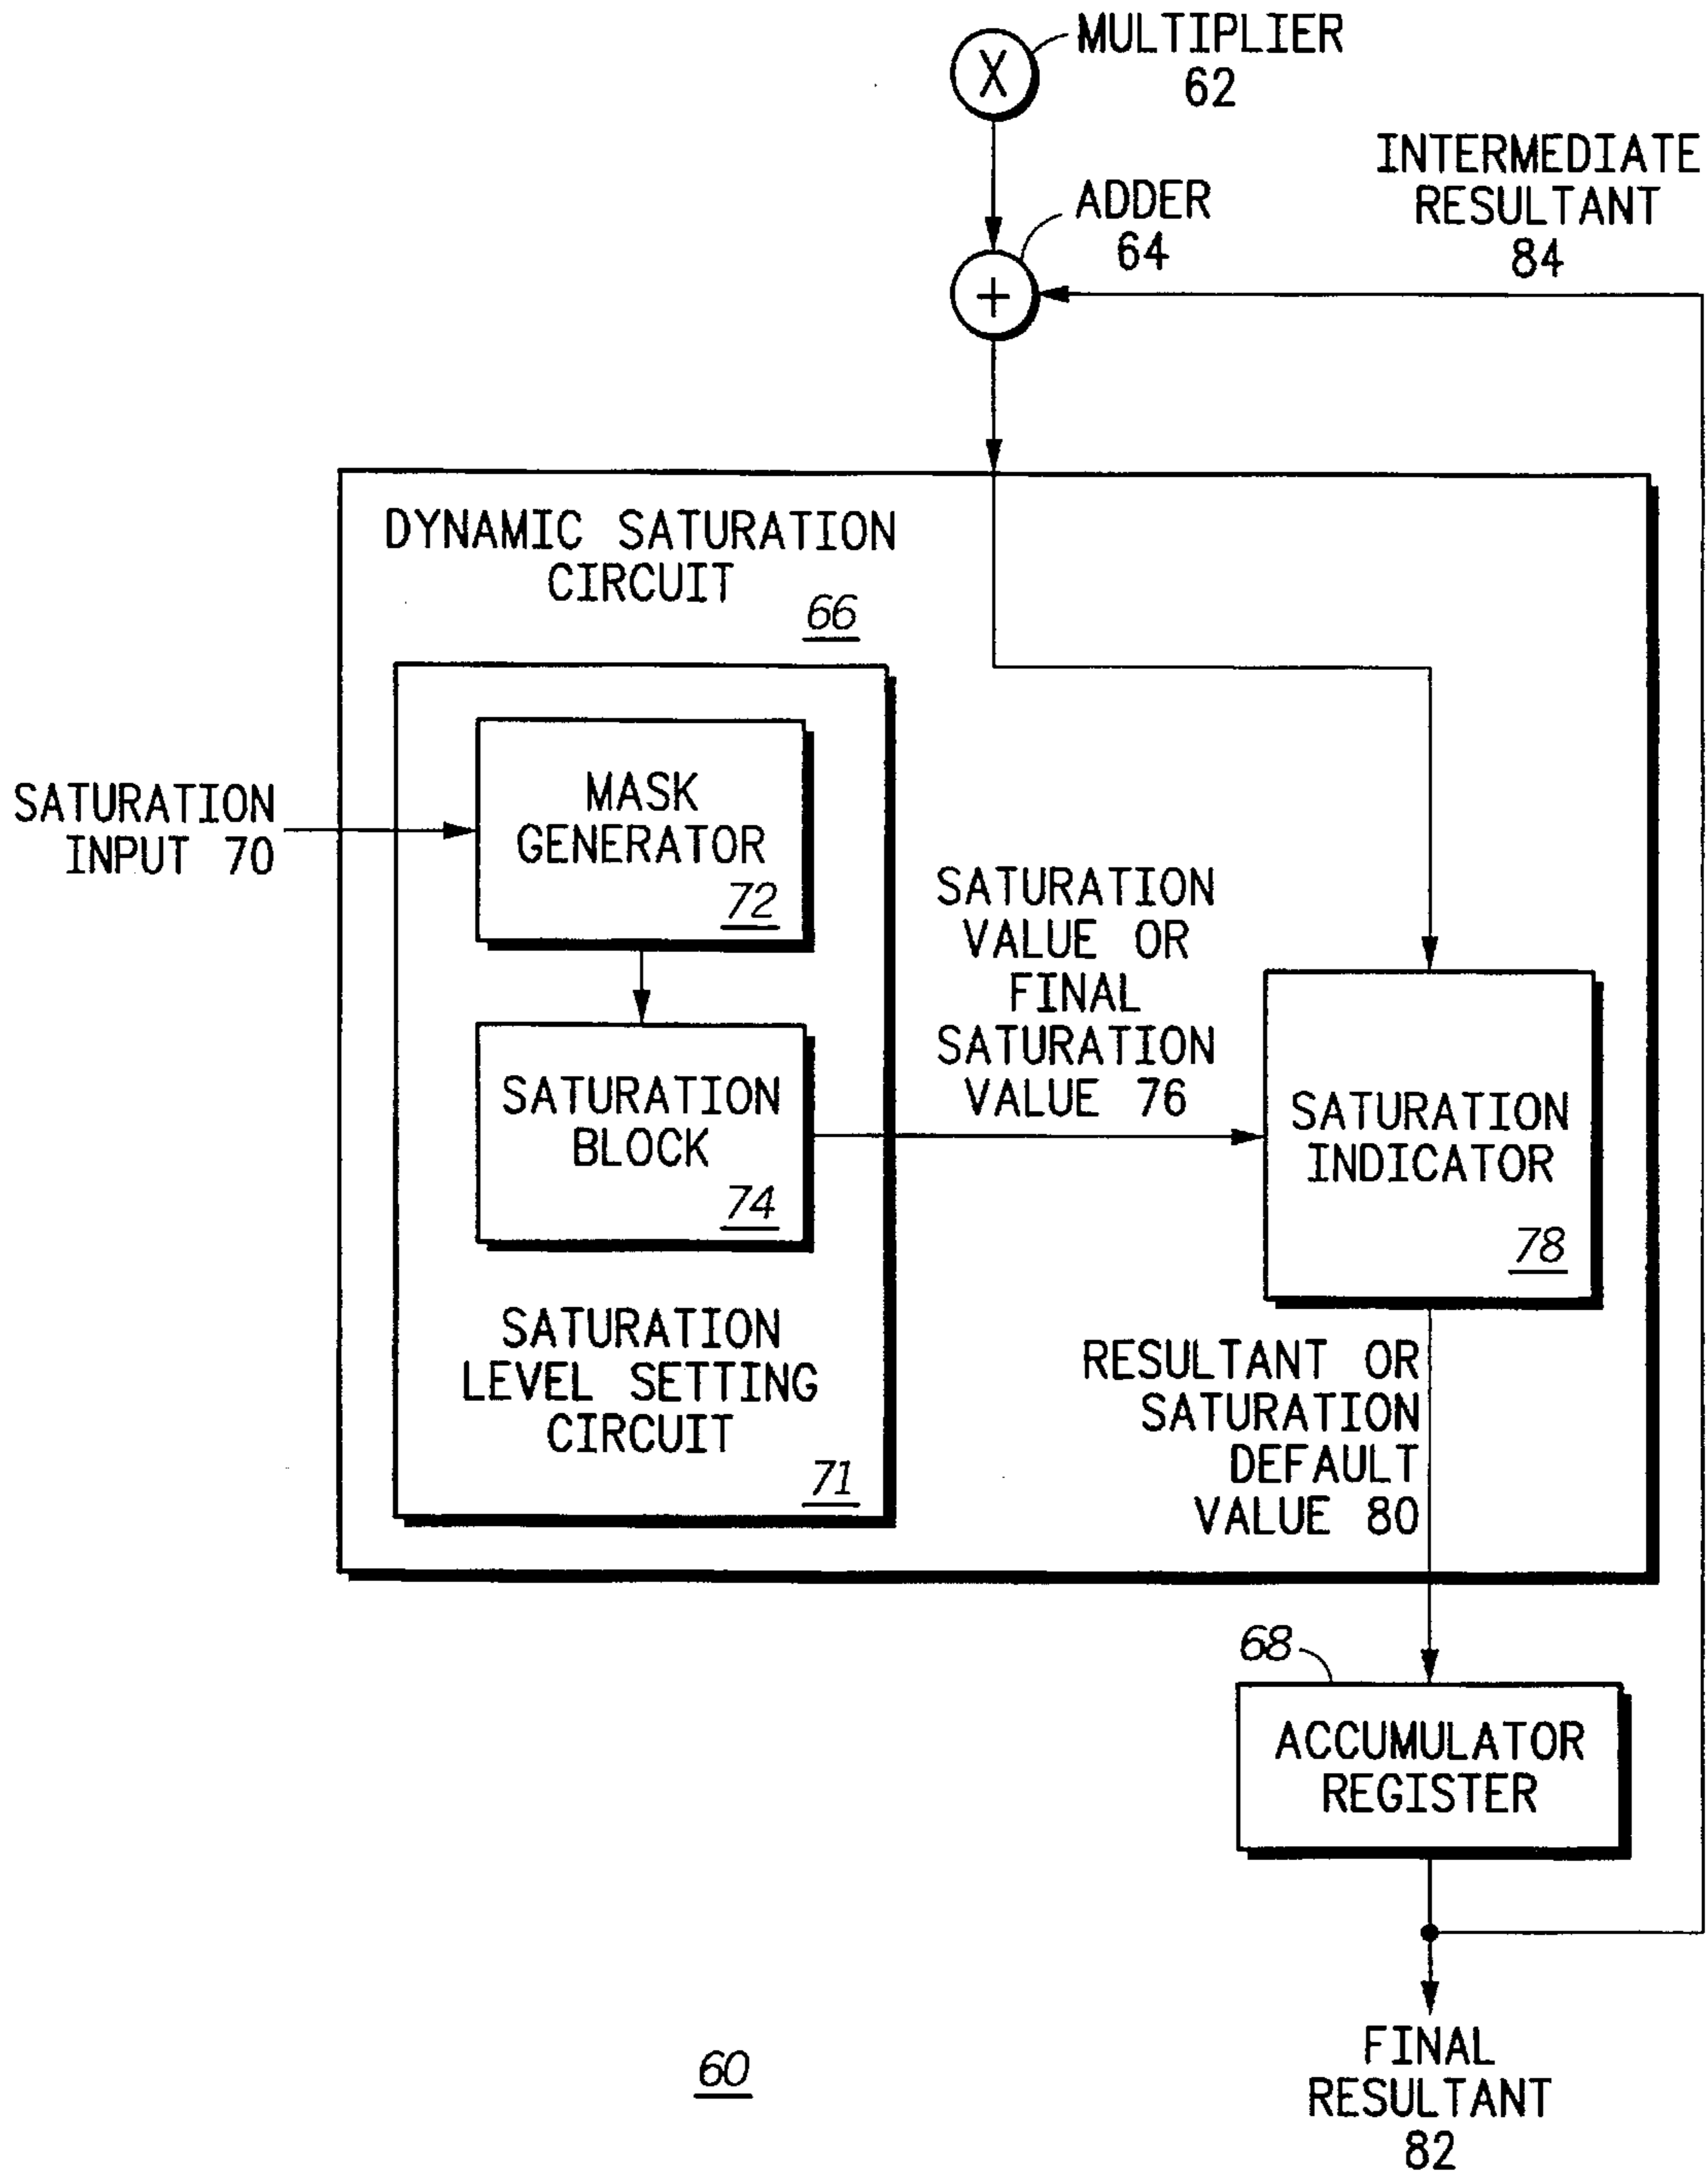 X
MULTIPLIER
62
INTERMEDIATE
RESULTANT
84
ADDER
64
+
DYNAMIC SATURATION
CIRCUIT
66
SATURATION
INPUT 70
MASK
GENERATOR
72
SATURATION
VALUE OR
FINAL
SATURATION
VALUE 76
SATURATION
BLOCK
74
SATURATION
INDICATOR
78
SATURATION
LEVEL SETTING
CIRCUIT
71
RESULTANT OR
SATURATION
DEFAULT
VALUE 80
68
ACCUMULATOR
REGISTER
FINAL
RESULTANT
82
60